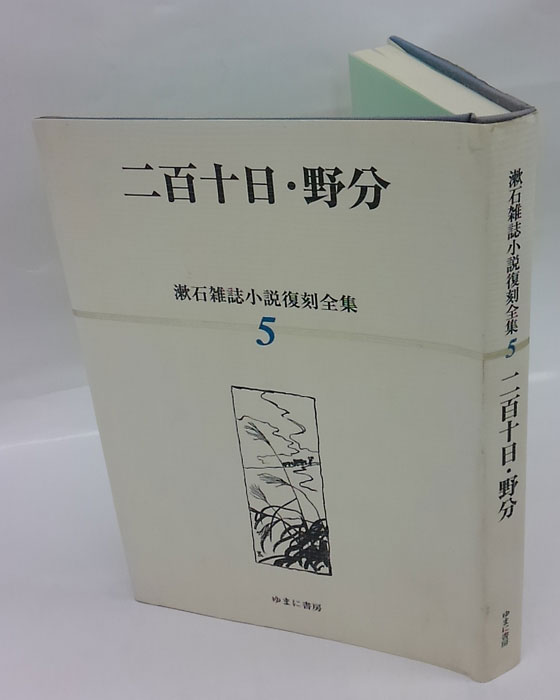 二百十日・野分
漱石雑誌小説復刻全集
5
ゆまに書房
漱石雑誌小説復刻全集 5 二百十日・野分
ゆまに書房